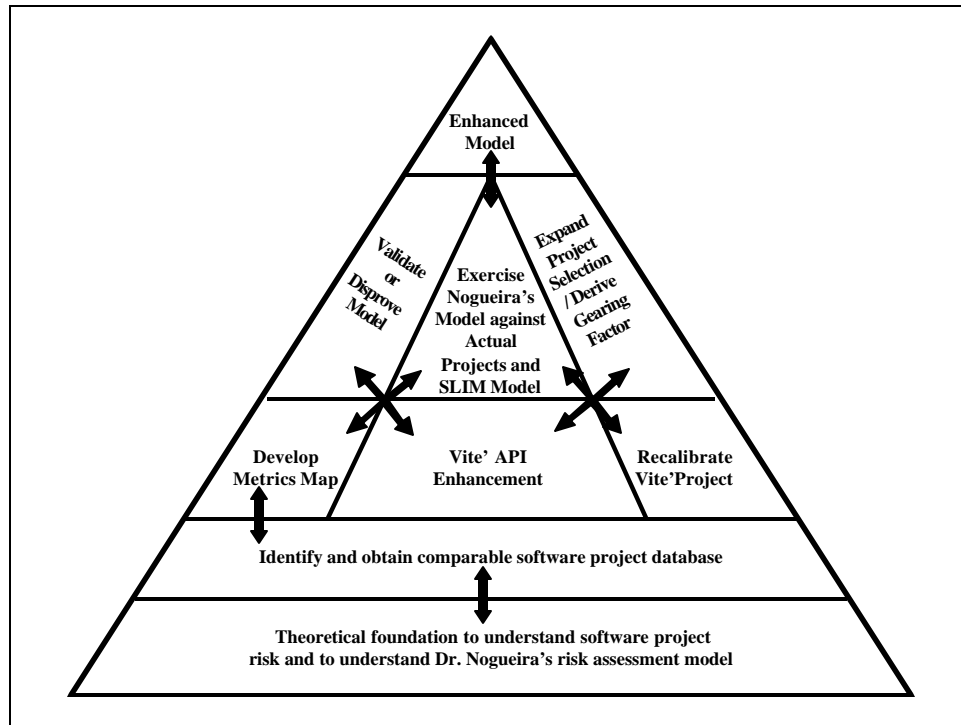 Enhanced
Model
Validate
or
Disprove
Model
Exercise
Nogueira's
Model against
Actual
Projects and
SLIM Model
Expand
Project
Selection
/ Derive
Gearing
Factor
Develop
Metrics Map
Vite' API
Enhancement
Recalibrate
Vite'Project
Identify and obtain comparable software project database
Theoretical foundation to understand software project
risk and to understand Dr. Nogueira's risk assessment model